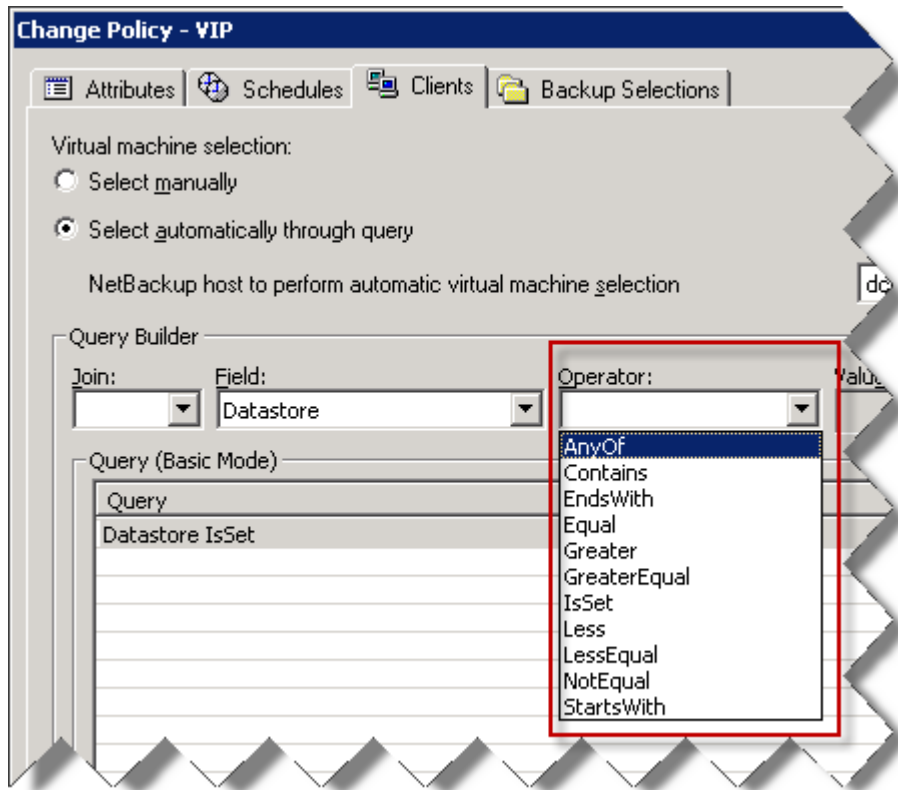 Change Policy - VIP
Attributes Schedules Clients Backup Selections
Virtual machine selection:
Select manually
Select automatically through query
NetBackup host to perform automatic virtual machine selection
Query Builder
Join: Field: Operator:
Datastore
AnyOf
Contains
EndsWith
Equal
Greater
GreaterEqual
IsSet
Less
LessEqual
NotEqual
StartsWith
Query (Basic Mode)
Query
Datastore IsSet